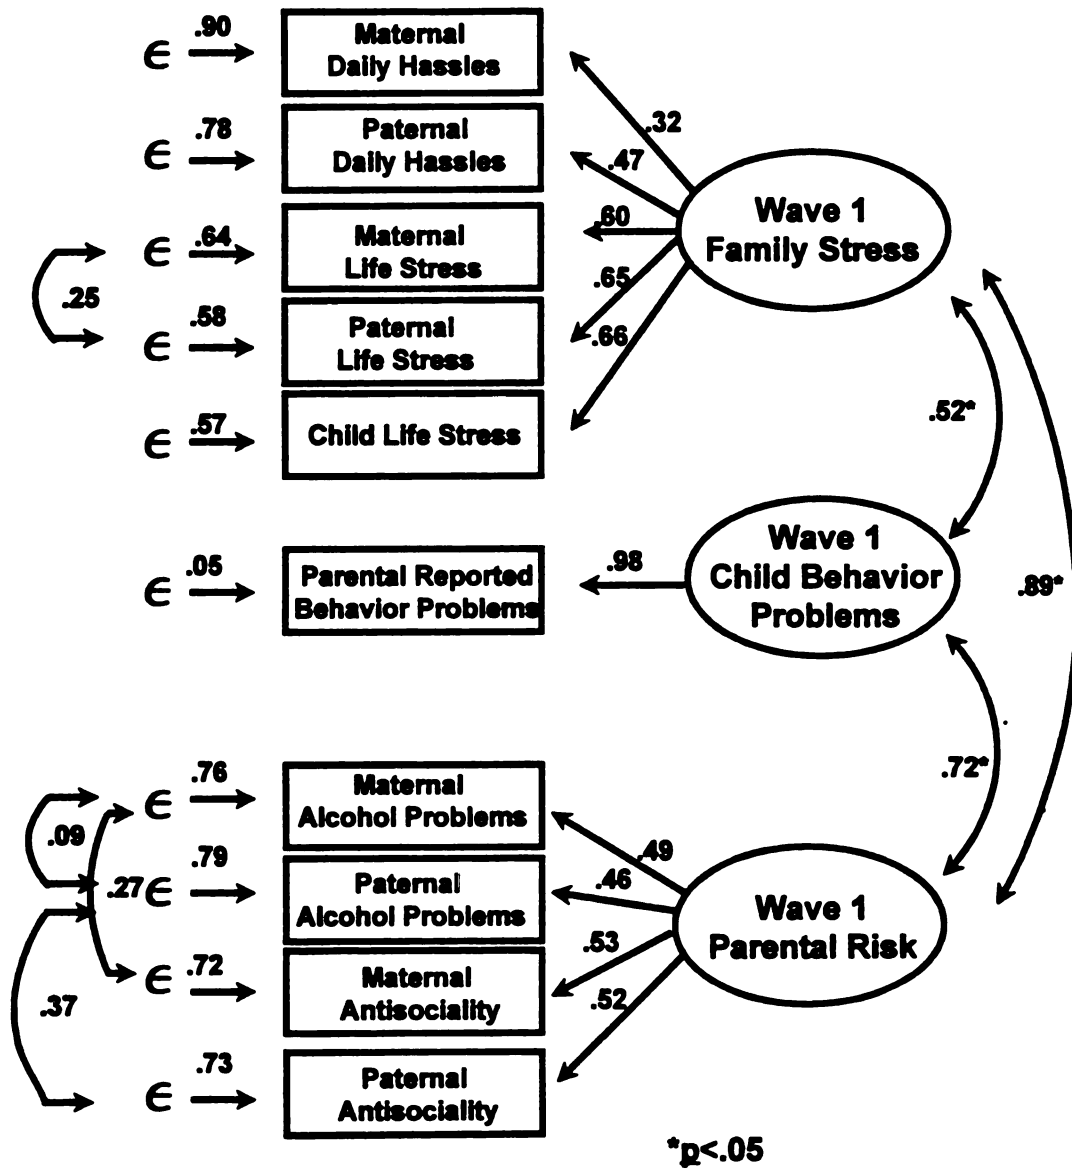 ϵ .90 Maternal
Daily Hassles
.32
ϵ .78 Paternal
Daily Hassles
.47
Wave 1
Family Stress
ϵ .64 Maternal
Life Stress
.60
.25
.65
ϵ .58 Paternal
Life Stress
.66
ϵ .57 Child Life Stress
.52*
ϵ .05 Parental Reported
Behavior Problems
.98
Wave 1
Child Behavior
Problems
.89*
.72*
ϵ .76 Maternal
Alcohol Problems
.49
.09
ϵ .79 Paternal
Alcohol Problems
.46
.27
Wave 1
Parental Risk
ϵ .72 Maternal
Antisociality
.53
.37
.52
ϵ .73 Paternal
Antisociality
*p<.05